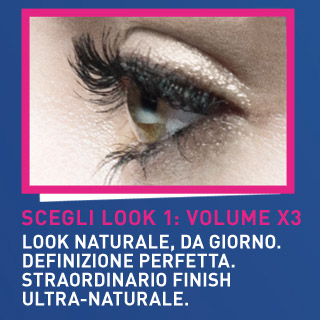 SCEGLI LOOK 1: VOLUME X3
LOOK NATURALE, DA GIORNO.
DEFINIZIONE PERFETTA.
STRAORDINARIO FINISH
ULTRA-NATURALE.